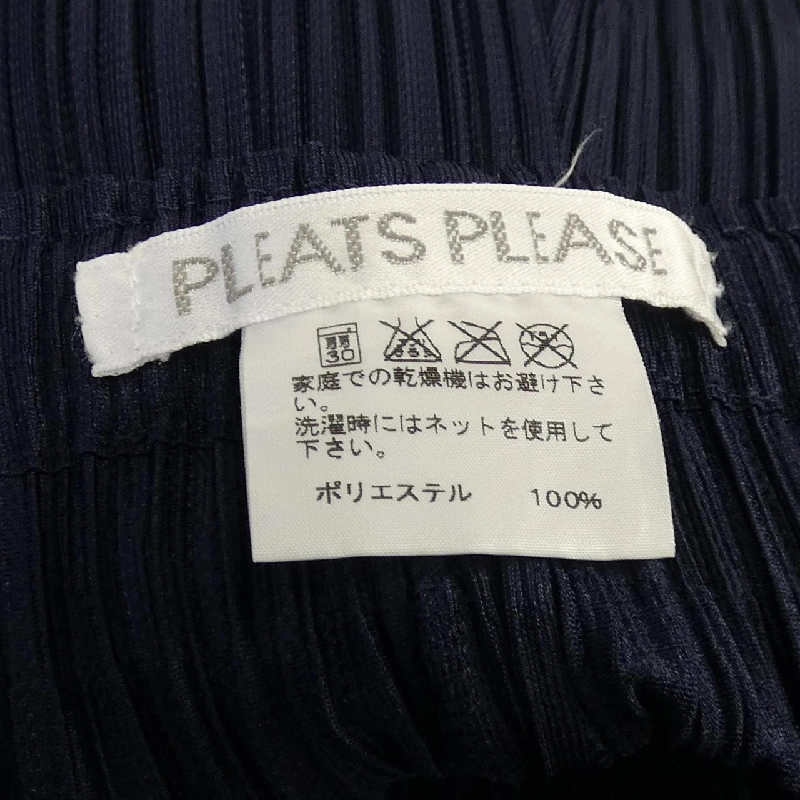 PLEATS PLEASE
弱 30
家庭での乾燥機はお避け下さ
い。
洗濯時にはネットを使用して
下さい。
ポリエステル 100%